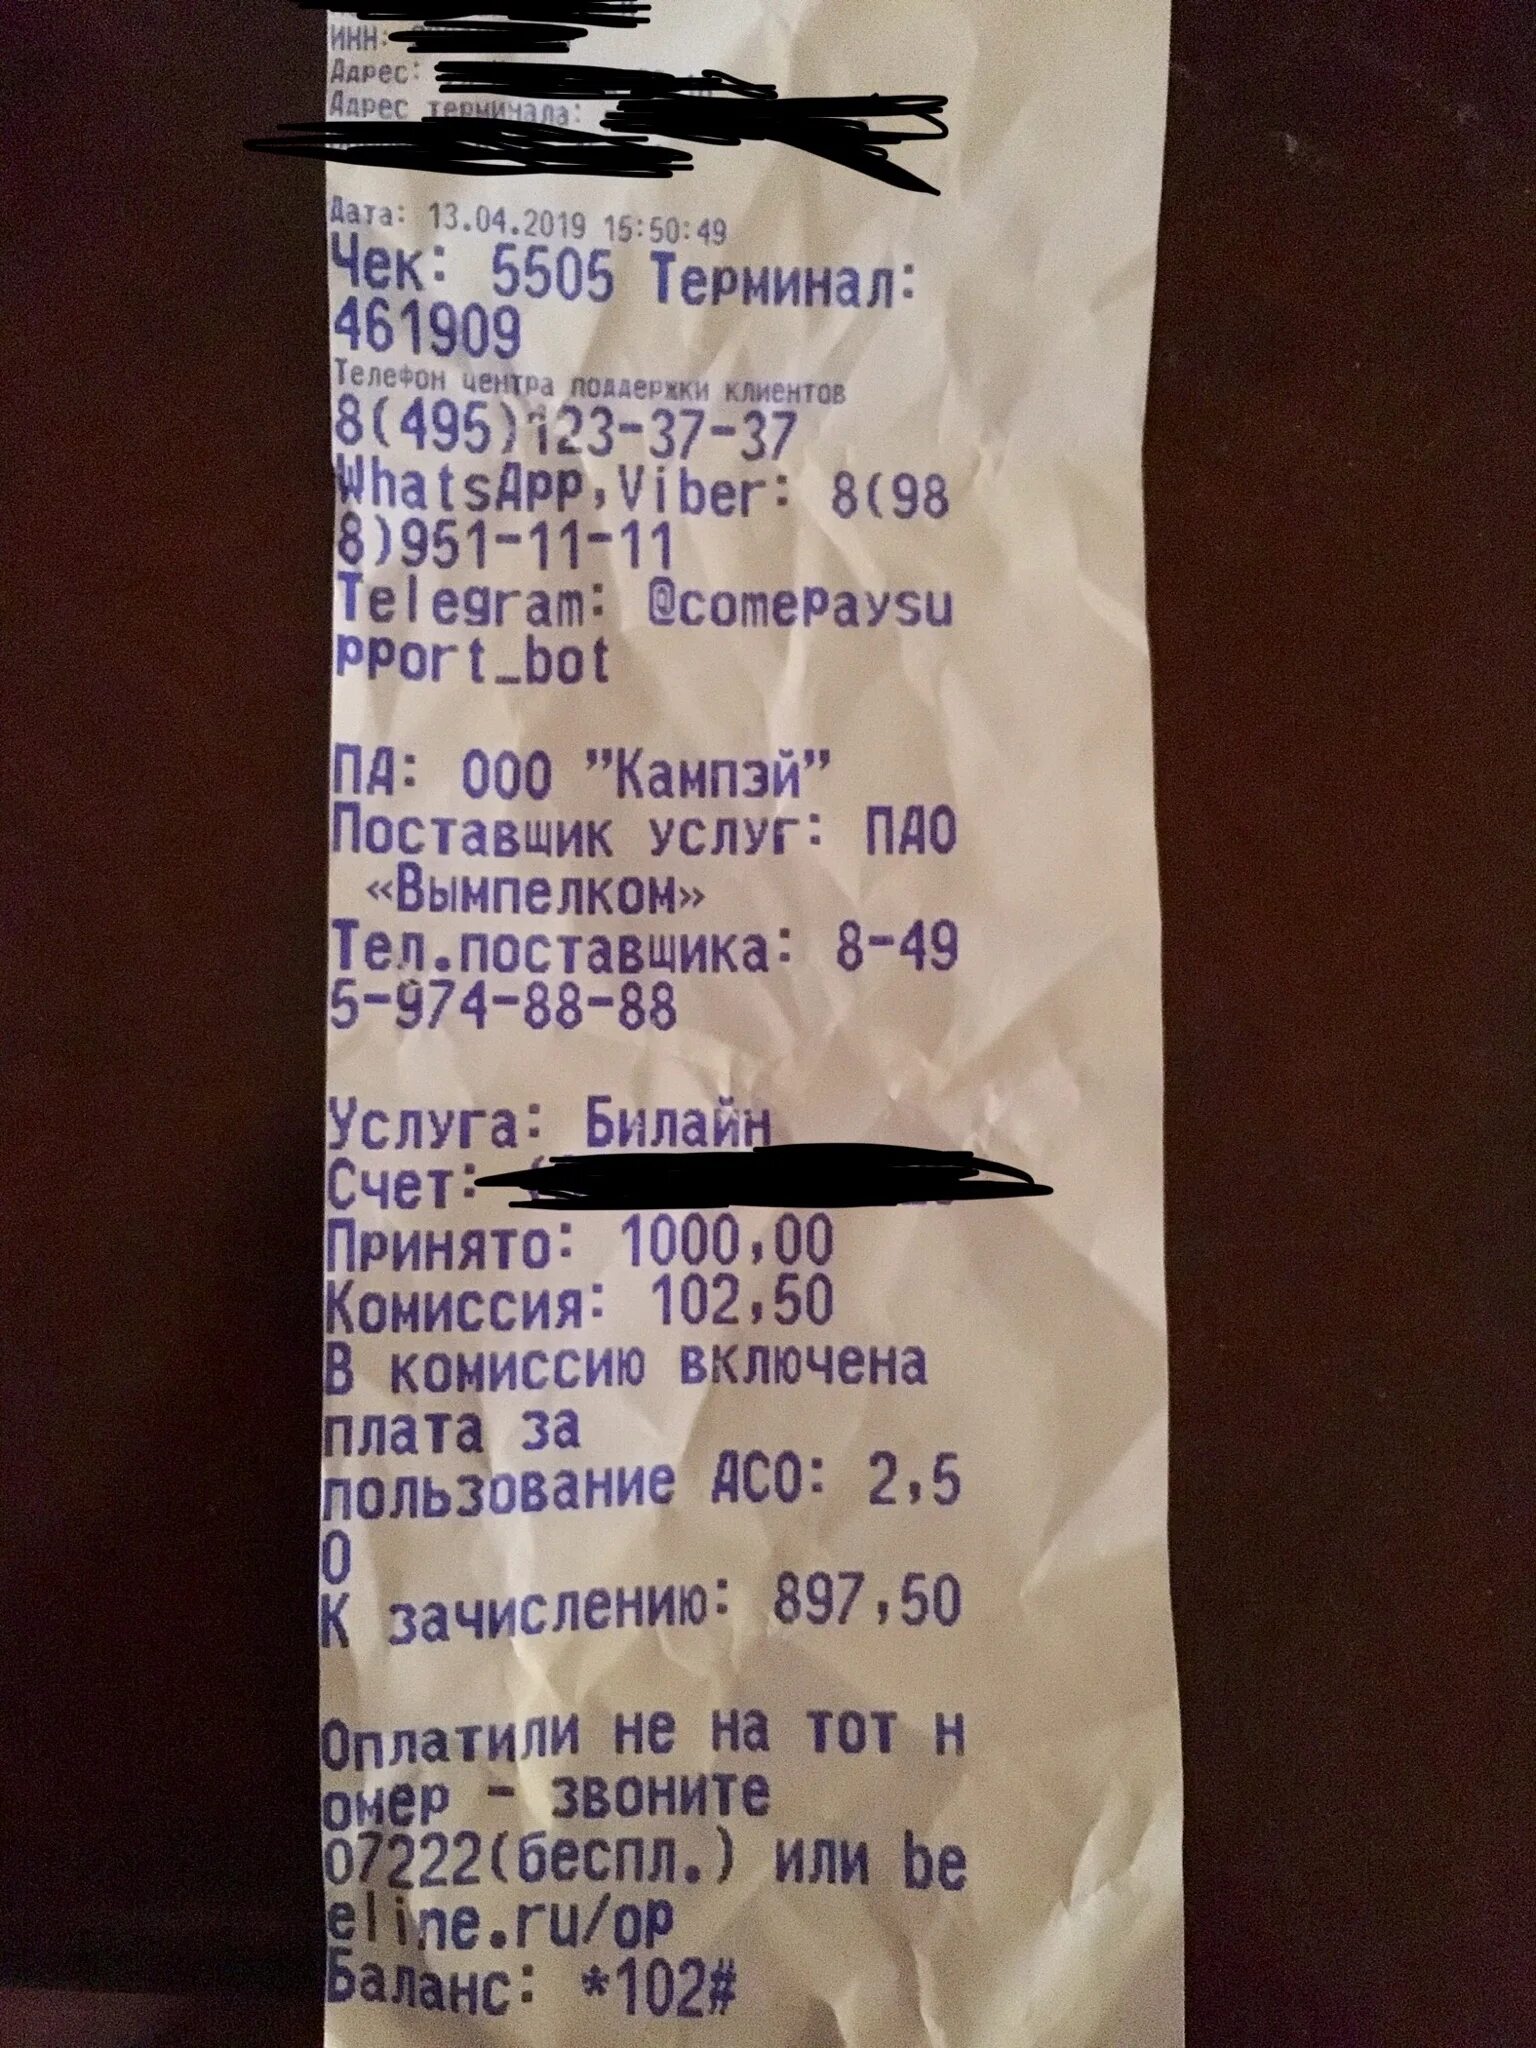 ИНН:
Адрес:
Адрес терминала:
Дата: 13.04.2019 15:50:49
Чек: 5505 Терминал:
461909
Телефон центра поддержки клиентов
8(495)123-37-37
WhatsApp,Viber: 8(98
8)951-11-11
Telegram: @comepaysu
pport_bot
ПА: ООО "Кампэй"
Поставщик услуг: ПАО
«Вымпелком»
Тел.поставщика: 8-49
5-974-88-88
Услуга: Билайн
Счет:
Принято: 1000,00
Комиссия: 102,50
В комиссию включена
плата за
пользование АСО: 2,5
0
К зачислению: 897,50
Оплатили не на тот н
омер - звоните
07222(беспл.) или be
eline.ru/op
Баланс: *102#